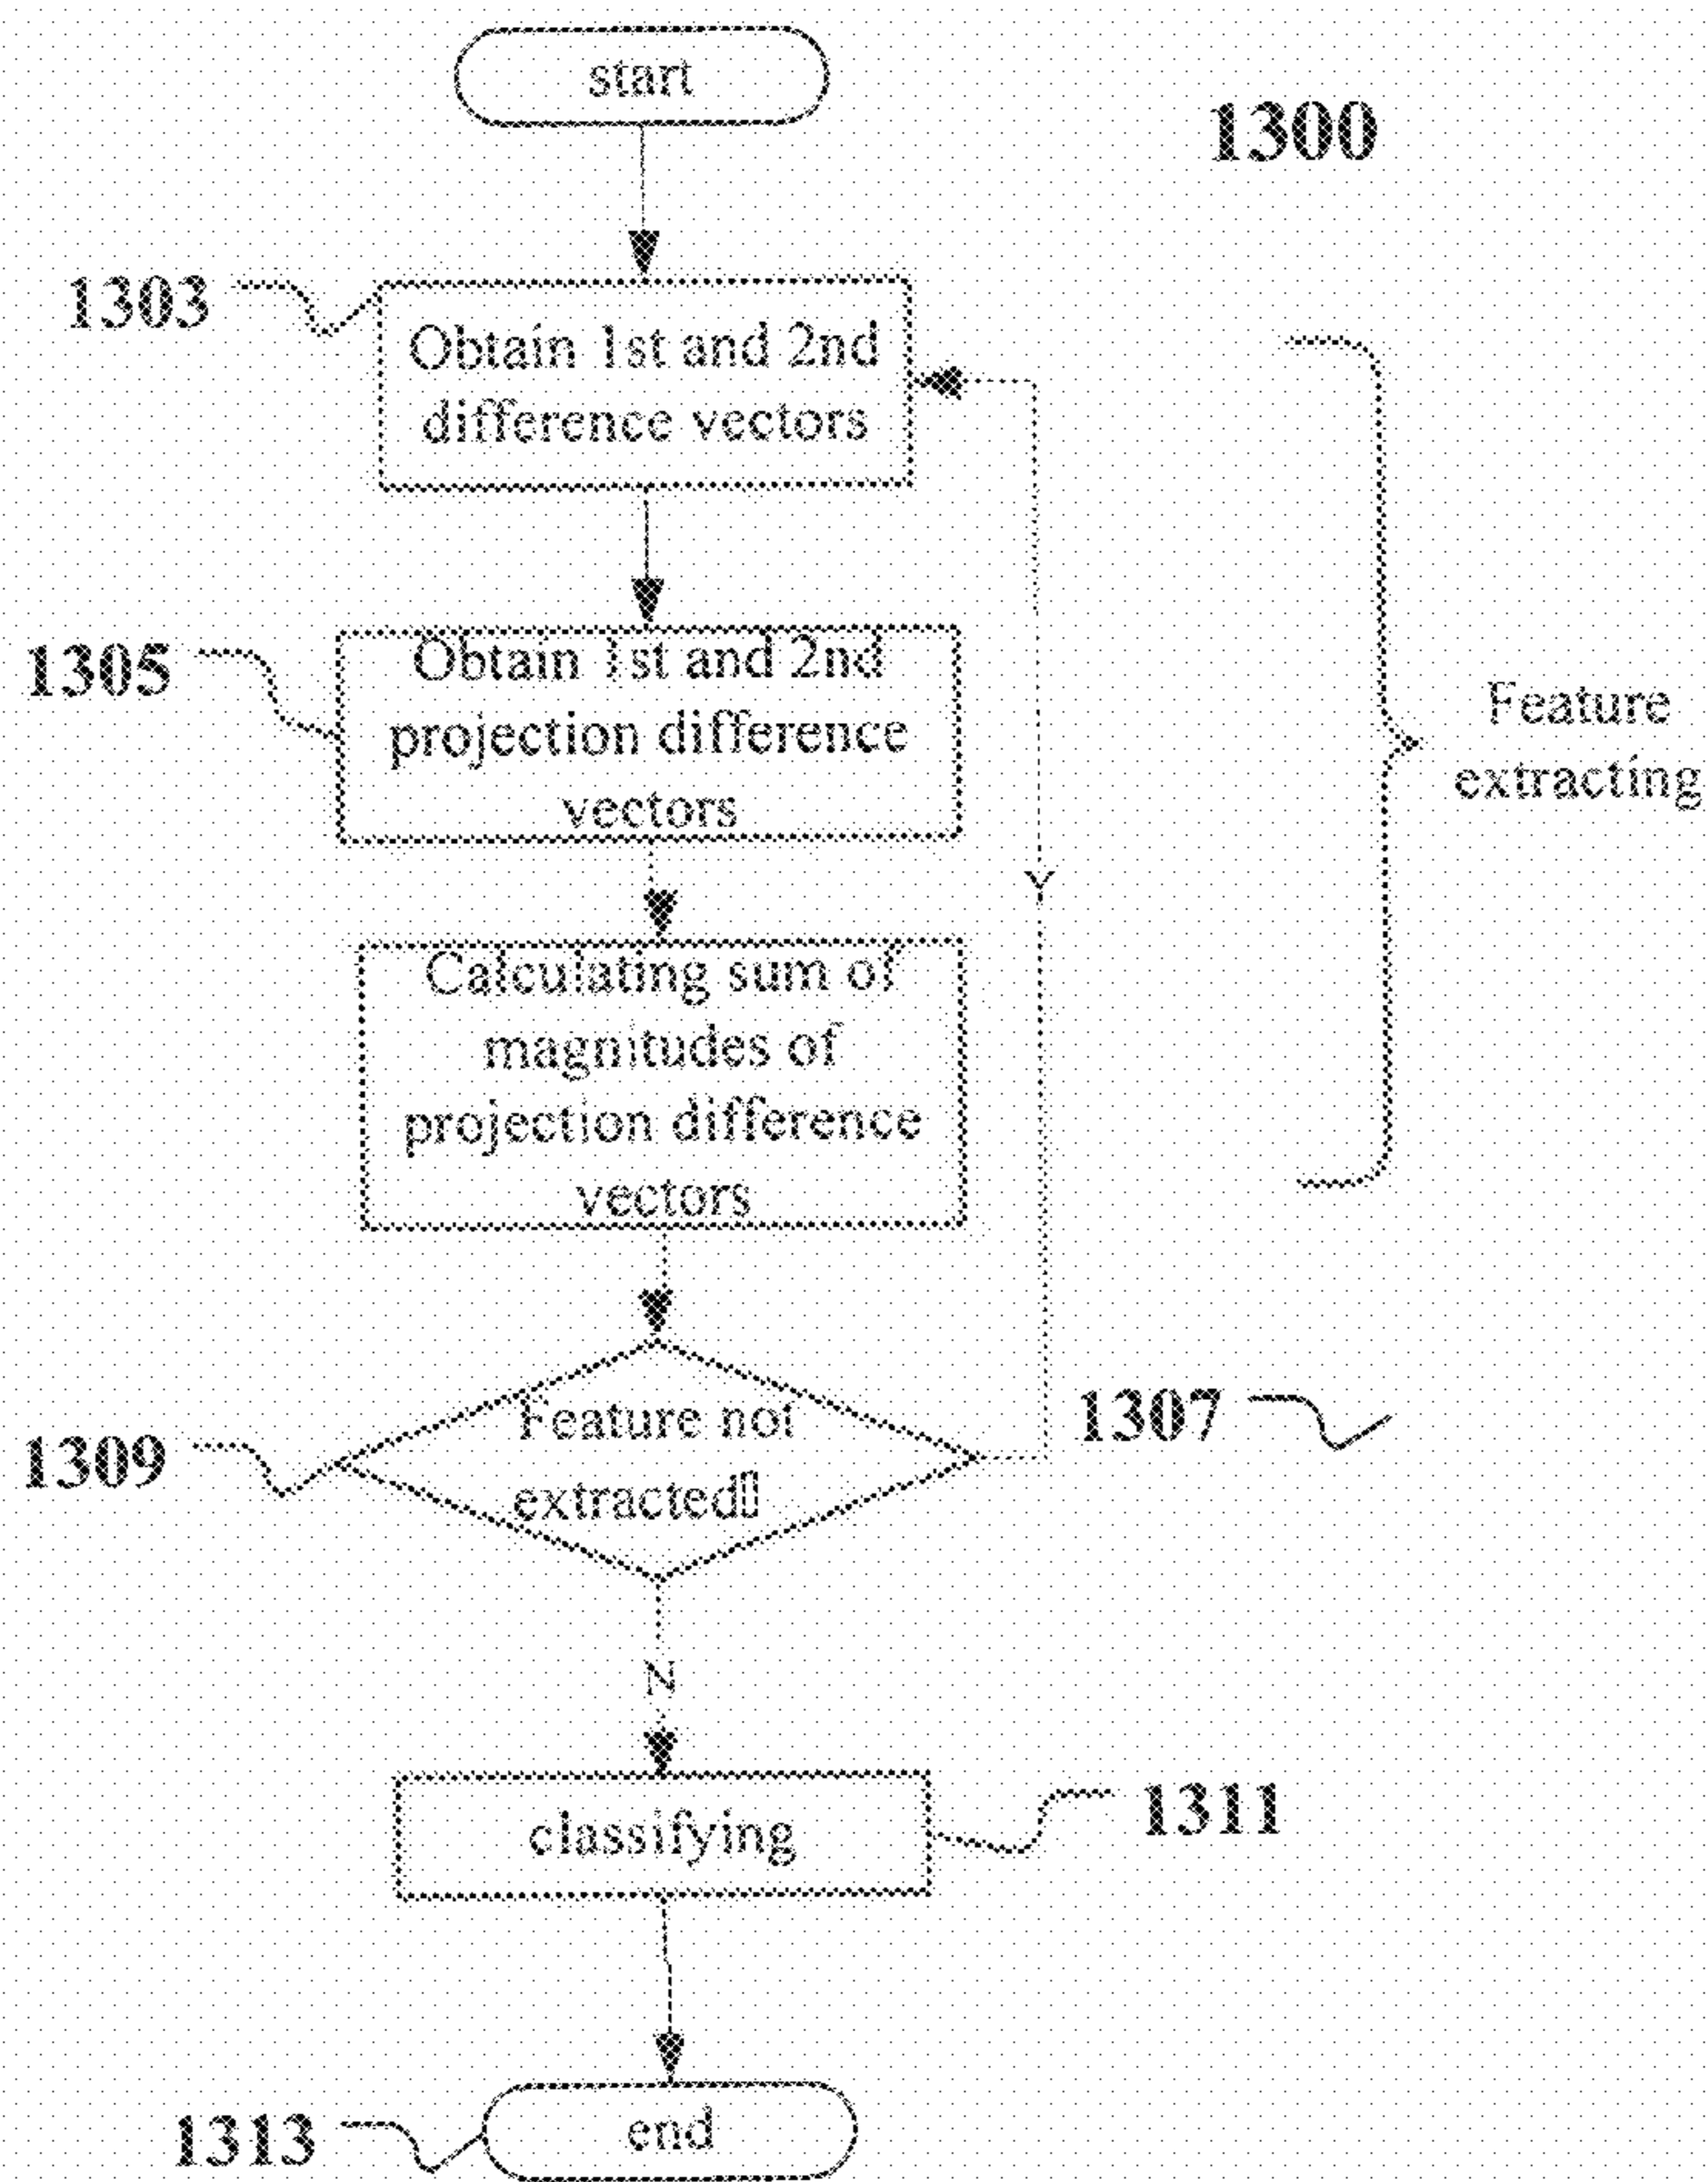 start
1300
1303
Obtain 1st and 2nd
difference vectors
1305
Obtain 1st and 2nd
projection difference
vectors
Feature
extracting
Y
Calculating sum of
magnitudes of
projection difference
vectors
1307
1309
Feature not
extracted▯
N
classifying
1311
1313
end